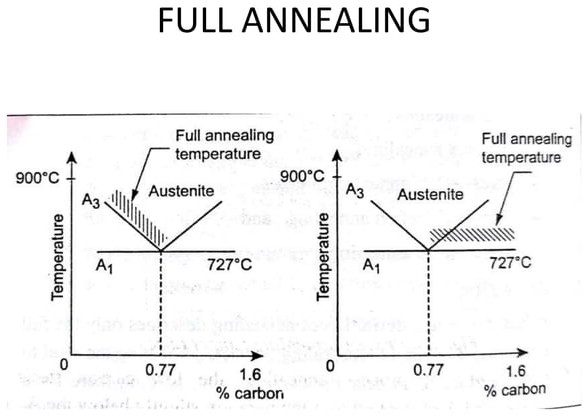 FULL ANNEALING
Full annealing
temperature
900°C
A3
Austenite
Temperature
A1
727°C
0
0.77
1.6
% carbon
Full annealing
temperature
900°C
A3
Austenite
Temperature
A1
727°C
0
0.77
1.6
% carbon